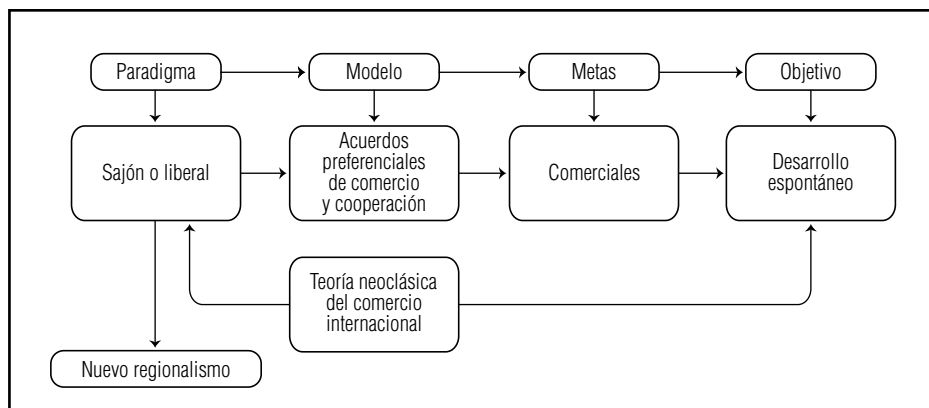 Paradigma
Modelo
Metas
Objetivo
Sajón o liberal
Acuerdos
preferenciales
de comercio
y cooperación
Comerciales
Desarrollo
espontáneo
Teoría neoclásica
del comercio
internacional
Nuevo regionalismo